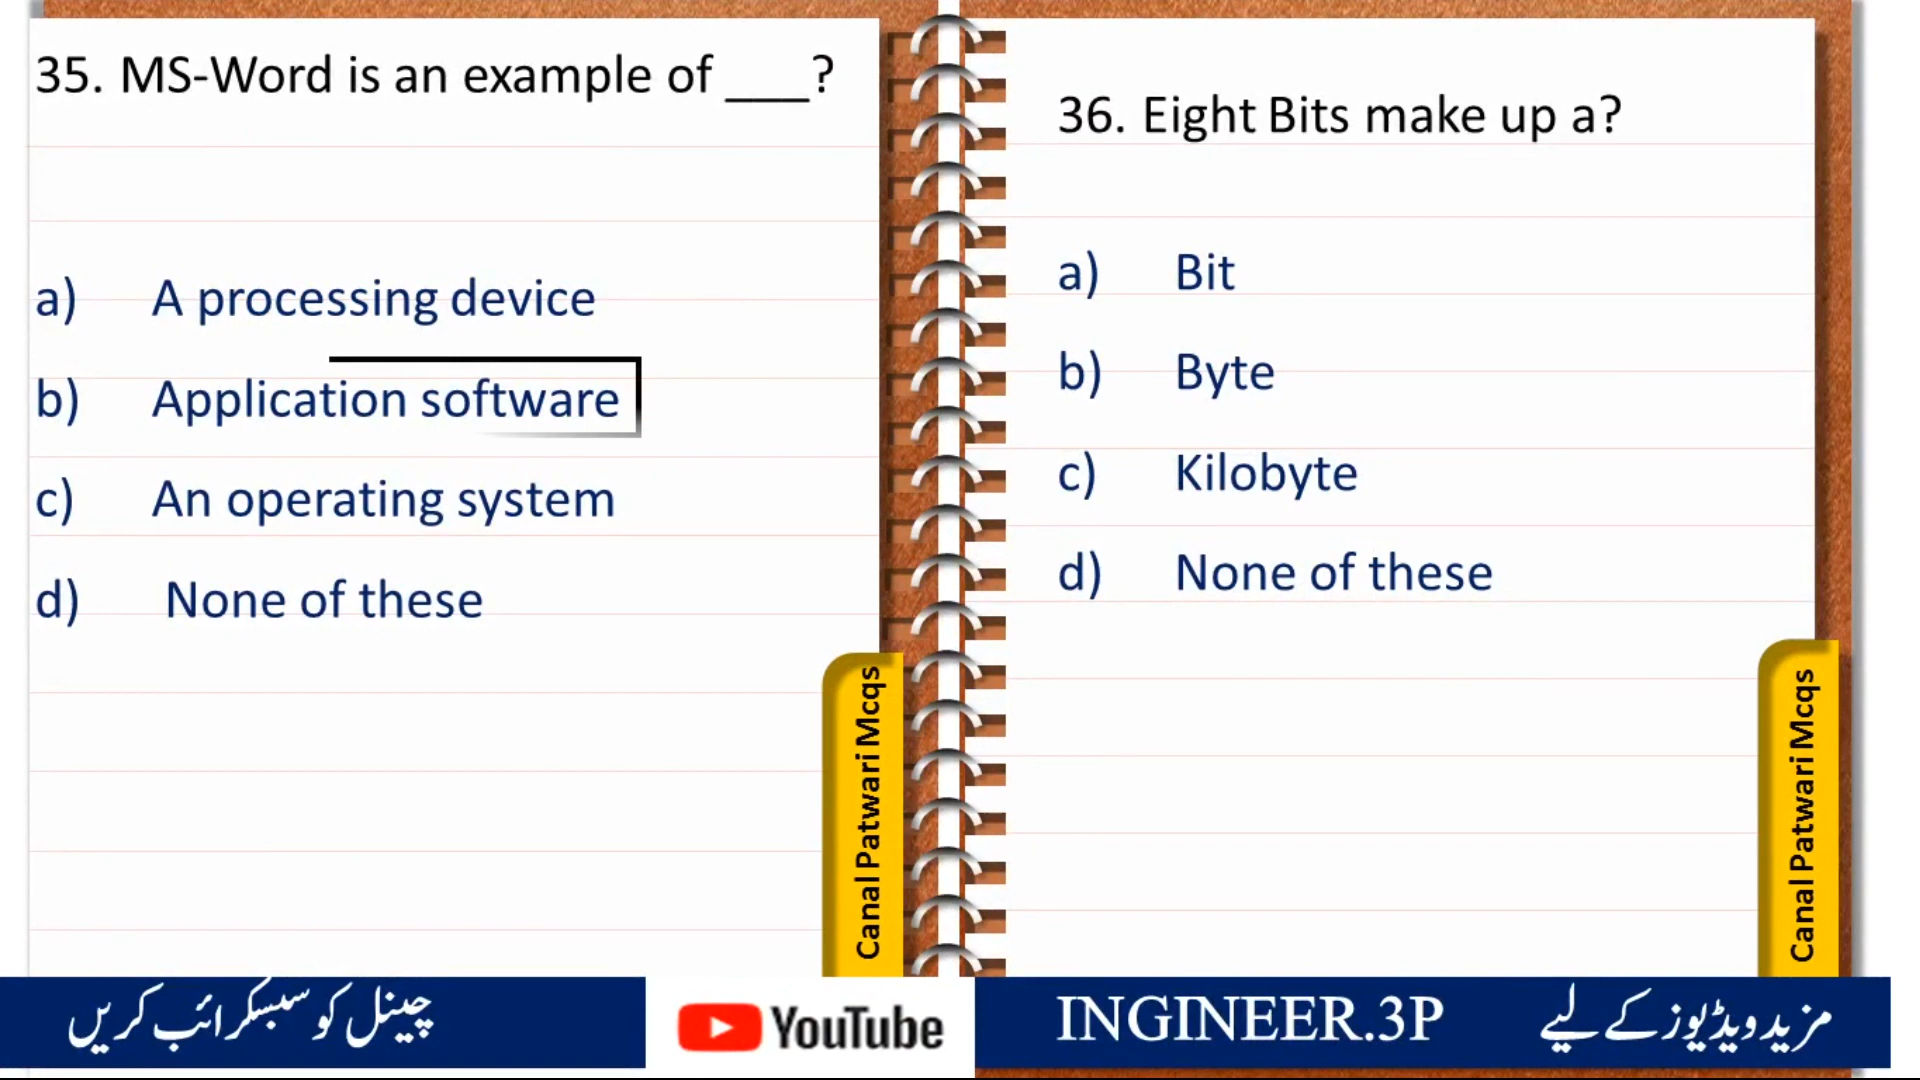 35. MS-Word is an example of ___?
a) A processing device
b) Application software
c) An operating system
d) None of these
Canal Patwari Mcqs
36. Eight Bits make up a?
a) Bit
b) Byte
c) Kilobyte
d) None of these
Canal Patwari Mcqs
چینل کو سبسکرائب کریں
YouTube
INGINEER.3P
مزید ویڈیوز کے لیے